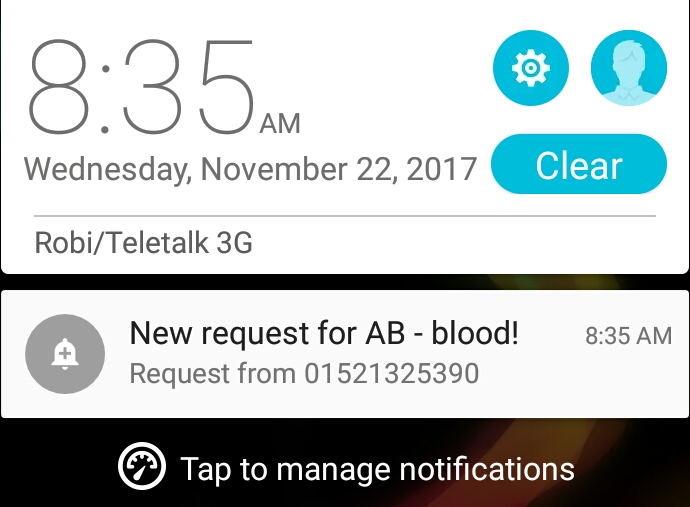 8:35 AM
Wednesday, November 22, 2017
Clear
Robi/Teletalk 3G
New request for AB - blood!
8:35 AM
Request from 01521325390
Tap to manage notifications